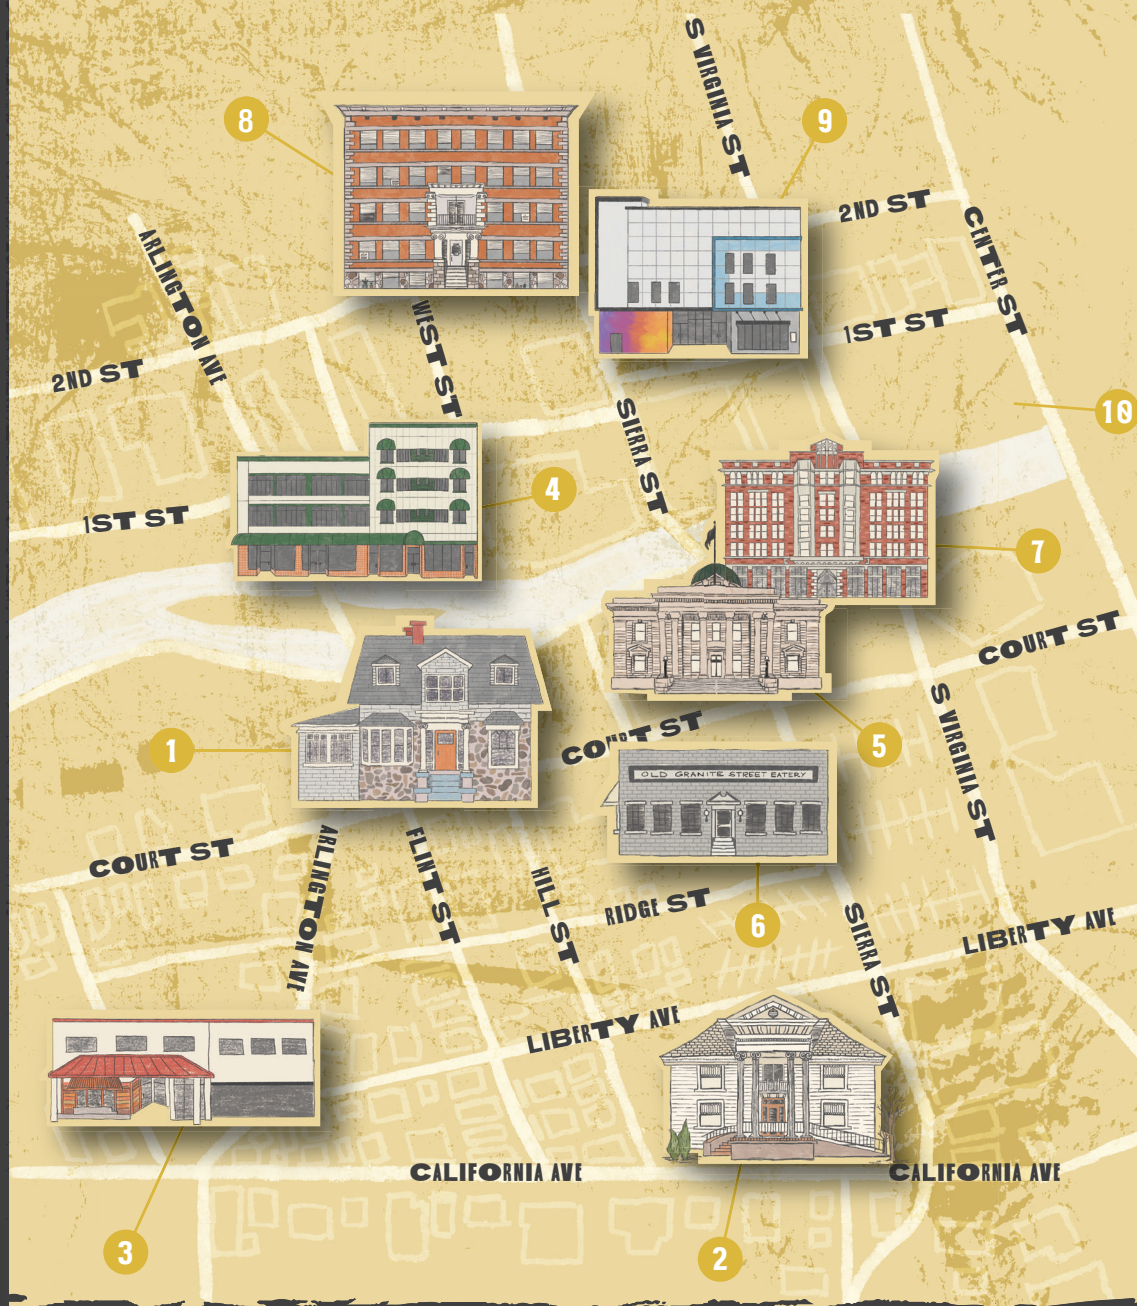 S VIRGINIA ST
8
9
2ND ST
CENTER ST
ARLINGTON AVE
WEST ST
1ST ST
2ND ST
SIERRA ST
10
4
1ST ST
7
COURT ST
S VIRGINIA ST
COURT ST
5
1
OLD GRANITE STREET EATERY
COURT ST
ARLINGTON AVE
FLINT ST
HILL ST
RIDGE ST
6
SIERRA ST
LIBERTY AVE
LIBERTY AVE
CALIFORNIA AVE
CALIFORNIA AVE
3
2